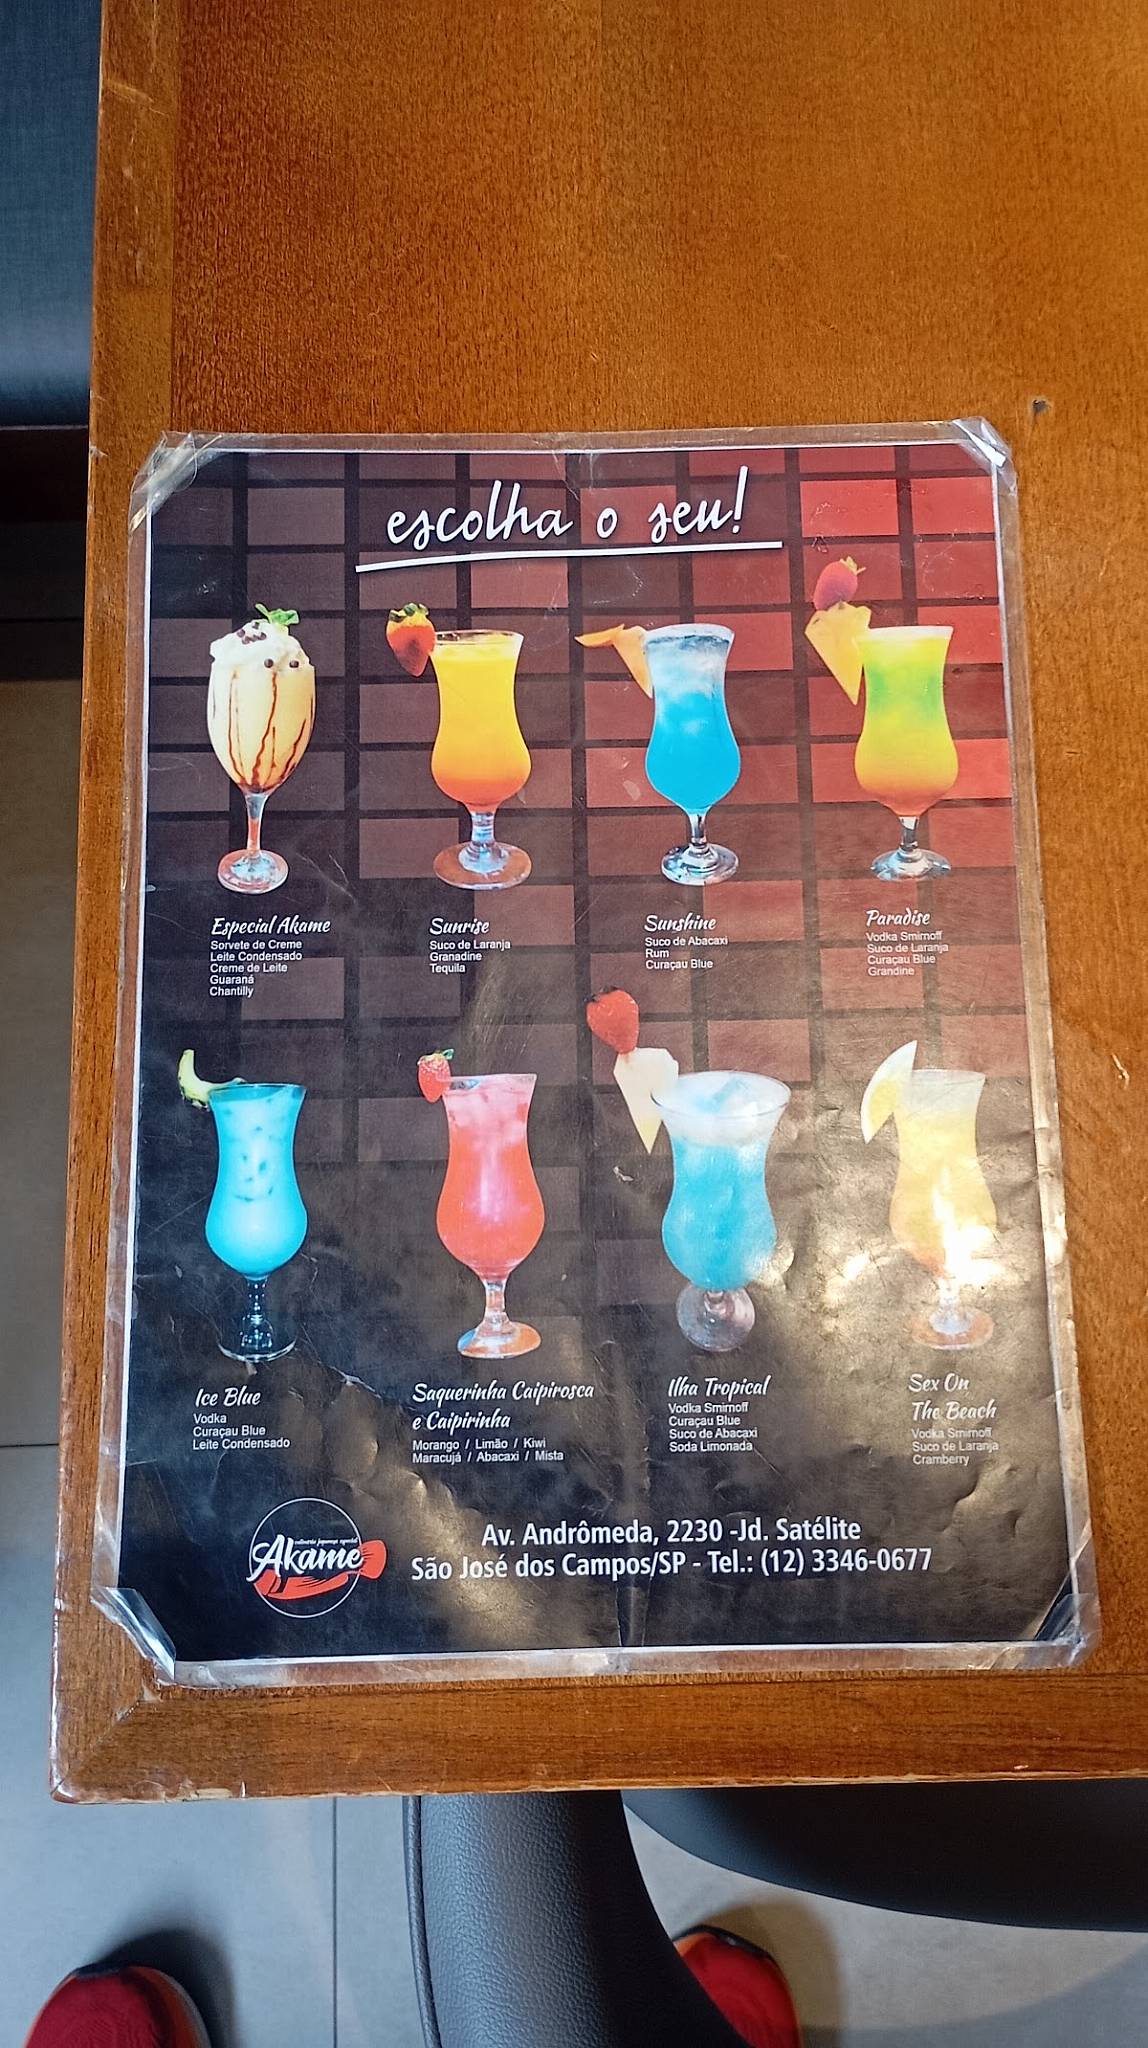 escolha o seu!
Especial Akame
Sorvete de Creme
Leite Condensado
Creme de Leite
Guaraná
Chantilly
Sunrise
Suco de Laranja
Granadine
Tequila
Sunshine
Suco de Abacaxi
Rum
Curaçau Blue
Paradise
Vodka Smirnoff
Suco de Laranja
Curaçau Blue
Grandine
Ice Blue
Vodka
Curaçau Blue
Leite Condensado
Saquerinha Caipirosca
e Caipirinha
Morango / Limão / Kiwi
Maracujá / Abacaxi / Mista
Ilha Tropical
Vodka Smirnoff
Curaçau Blue
Suco de Abacaxi
Soda Limonada
Sex On
The Beach
Vodka Smirnoff
Suco de Laranja
Cramberry
culinária japonesa especial
Akame
Av. Andrômeda, 2230 -Jd. Satélite
São José dos Campos/SP - Tel.: (12) 3346-0677